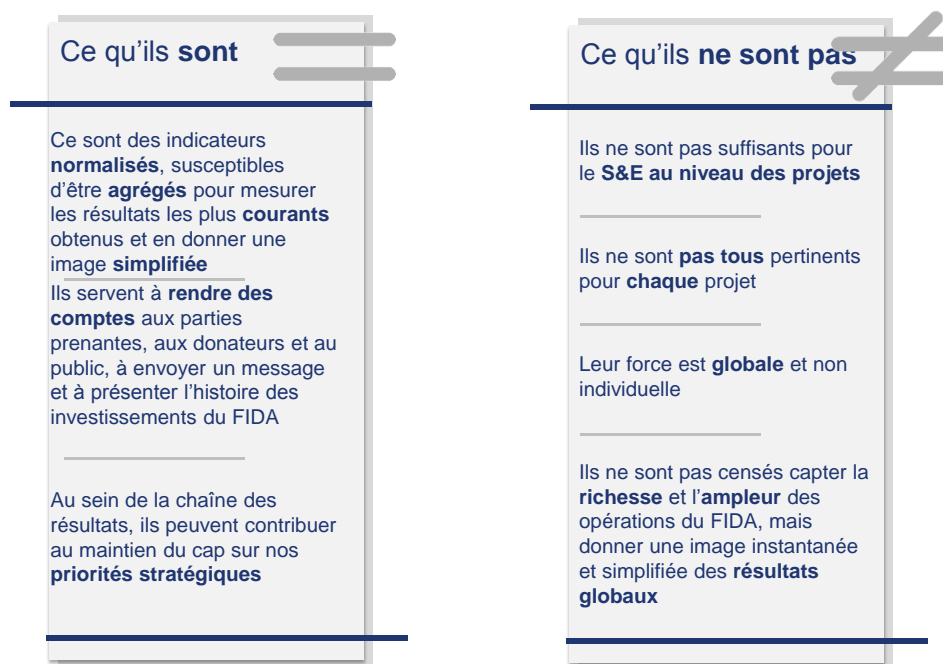 Ce qu'ils sont
Ce sont des indicateurs
normalisés, susceptibles
d'être agrégés pour mesurer
les résultats les plus courants
obtenus et en donner une
image simplifiée
Ils servent à rendre des
comptes aux parties
prenantes, aux donateurs et au
public, à envoyer un message
et à présenter l'histoire des
investissements du FIDA
Au sein de la chaîne des
résultats, ils peuvent contribuer
au maintien du cap sur nos
priorités stratégiques
Ce qu'ils ne sont pas
Ils ne sont pas suffisants pour
le S&E au niveau des projets
Ils ne sont pas tous pertinents
pour chaque projet
Leur force est globale et non
individuelle
Ils ne sont pas censés capter la
richesse et l'ampleur des
opérations du FIDA, mais
donner une image instantanée
et simplifiée des résultats
globaux